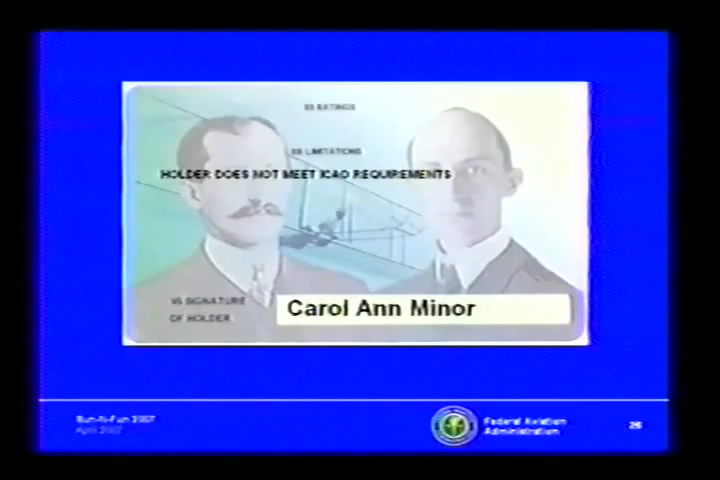 XII RATINGS
XIII LIMITATIONS
HOLDER DOES NOT MEET ICAO REQUIREMENTS
VII SIGNATURE
OF HOLDER
Carol Ann Minor
Sun-N-Fun 2007
April 2007
Federal Aviation
Administration
26